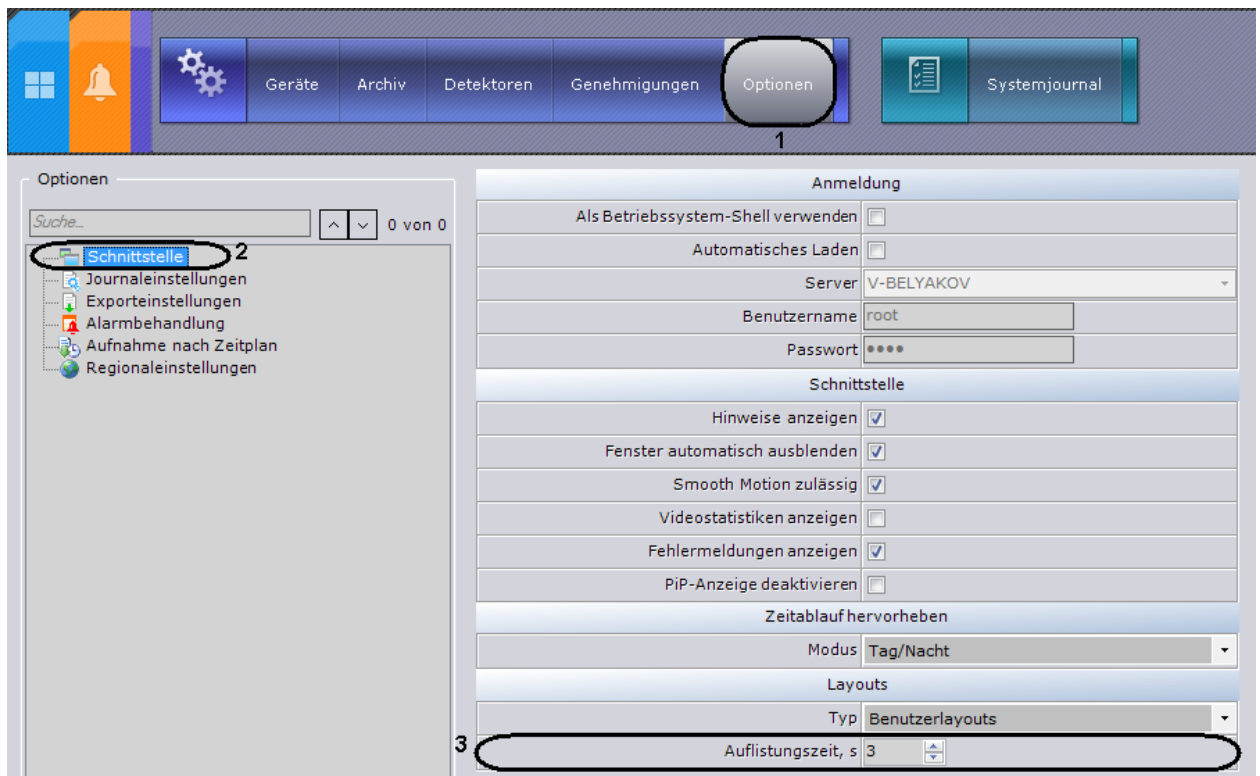 Geräte Archiv Detektoren Genehmigungen Optionen Systemjournal
1
Optionen
Suche... 0 von 0
Schnittstelle 2
Journaleinstellungen
Exporteinstellungen
Alarmbehandlung
Aufnahme nach Zeitplan
Regionaleinstellungen
Anmeldung
Als Betriebssystem-Shell verwenden
Automatisches Laden
Server V-BELYAKOV
Benutzername root
Passwort ●●●●
Schnittstelle
Hinweise anzeigen
Fenster automatisch ausblenden
Smooth Motion zulässig
Videostatistiken anzeigen
Fehlermeldungen anzeigen
PiP-Anzeige deaktivieren
Zeitablauf hervorheben
Modus Tag/Nacht
Layouts
Typ Benutzerlayouts
3 Auflistungszeit, s 3